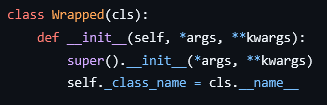 class Wrapped(cls):
    def __init__(self, *args, **kwargs):
        super().__init__(*args, **kwargs)
        self._class_name = cls.__name__